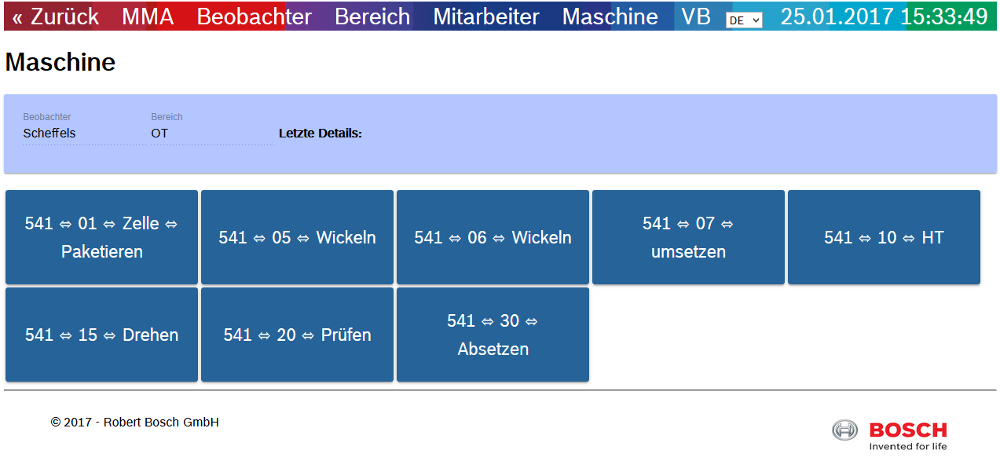 « Zurück MMA Beobachter Bereich Mitarbeiter Maschine VB DE 25.01.2017 15:33:49
Maschine
Beobachter Bereich
Scheffels OT Letzte Details:
541 ⇔ 01 ⇔ Zelle ⇔
Paketieren
541 ⇔ 05 ⇔ Wickeln
541 ⇔ 06 ⇔ Wickeln
541 ⇔ 07 ⇔
umsetzen
541 ⇔ 10 ⇔ HT
541 ⇔ 15 ⇔ Drehen
541 ⇔ 20 ⇔ Prüfen
541 ⇔ 30 ⇔
Absetzen
© 2017 - Robert Bosch GmbH
BOSCH
Invented for life